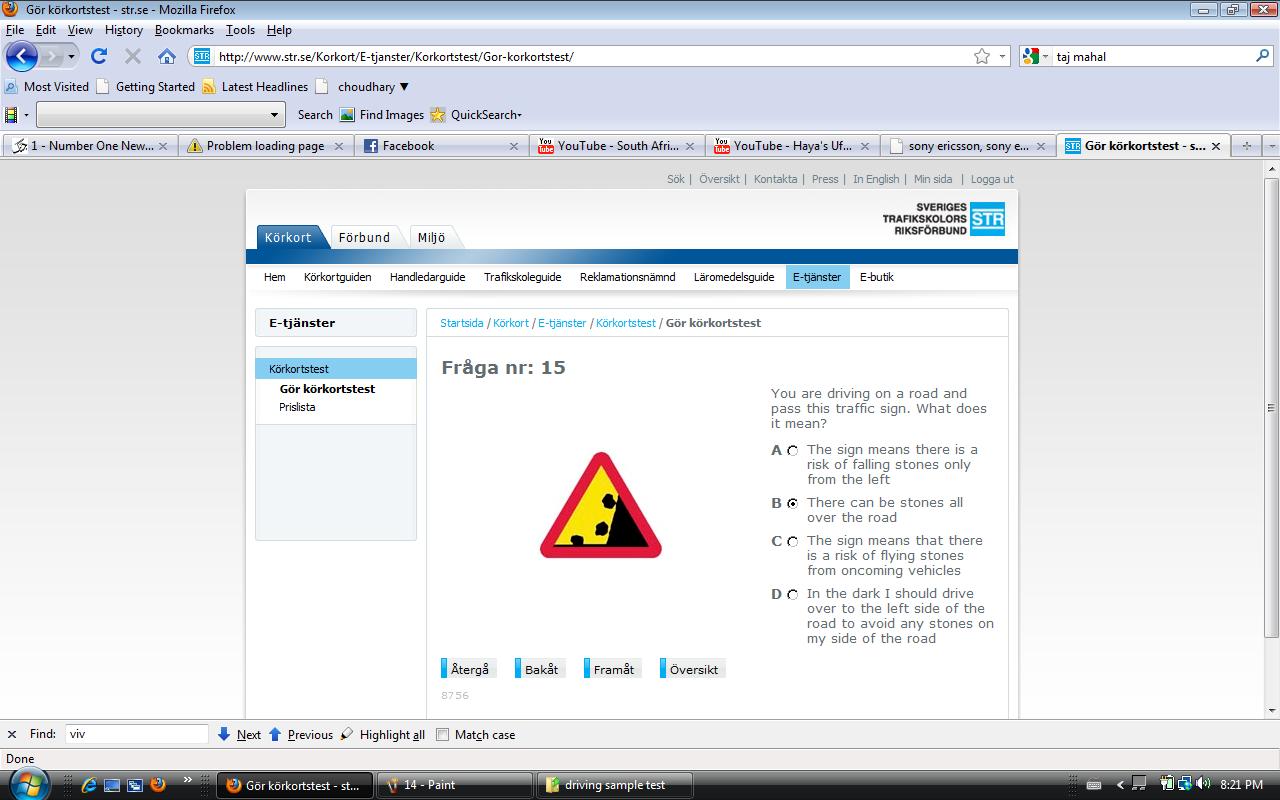 Gör körkortstest - str.se - Mozilla Firefox
File Edit View History Bookmarks Tools Help
STR http://www.str.se/Korkort/E-tjanster/Korkortstest/Gor-korkortstest/ taj mahal
Most Visited Getting Started Latest Headlines choudhary ▼
Search Find Images QuickSearch
1 - Number One New... Problem loading page Facebook YouTube - South Afri... YouTube - Haya's Uf... sony ericsson, sony e... Gör körkortstest - s...
Sök | Översikt | Kontakta | Press | In English | Min sida | Logga ut
SVERIGES
TRAFIKSKOLORS STR
RIKSFÖRBUND
Körkort Förbund Miljö
Hem Körkortguiden Handledarguide Trafikskoleguide Reklamationsnämnd Läromedelsguide E-tjänster E-butik
E-tjänster
Körkortstest
Gör körkortstest
Prislista
Startsida / Körkort / E-tjänster / Körkortstest / Gör körkortstest
Fråga nr: 15
You are driving on a road and
pass this traffic sign. What does
it mean?
A The sign means there is a
risk of falling stones only
from the left
B There can be stones all
over the road
C The sign means that there
is a risk of flying stones
from oncoming vehicles
D In the dark I should drive
over to the left side of the
road to avoid any stones on
my side of the road
Återgå Bakåt Framåt Översikt
8756
Find: viv Next Previous Highlight all Match case
Done
Gör körkortstest - st... 14 - Paint driving sample test 8:21 PM